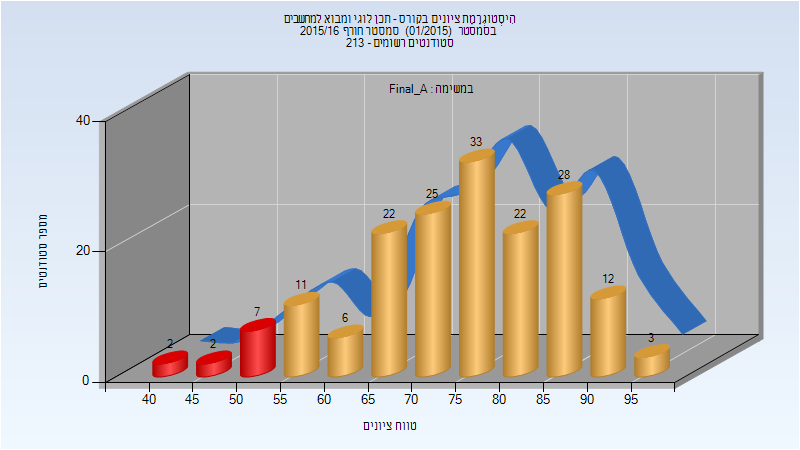 היסטוגרמת ציונים בקורס - תכן לוגי ומבוא למחשבים
בסמסטר (01/2015) סמסטר חורף 2015/16
סטודנטים רשומים - 213
במשימה : Final_A
מספר סטודנטים
40
20
0
2
2
7
11
6
22
25
33
22
28
12
3
40 45 50 55 60 65 70 75 80 85 90 95
טווח ציונים